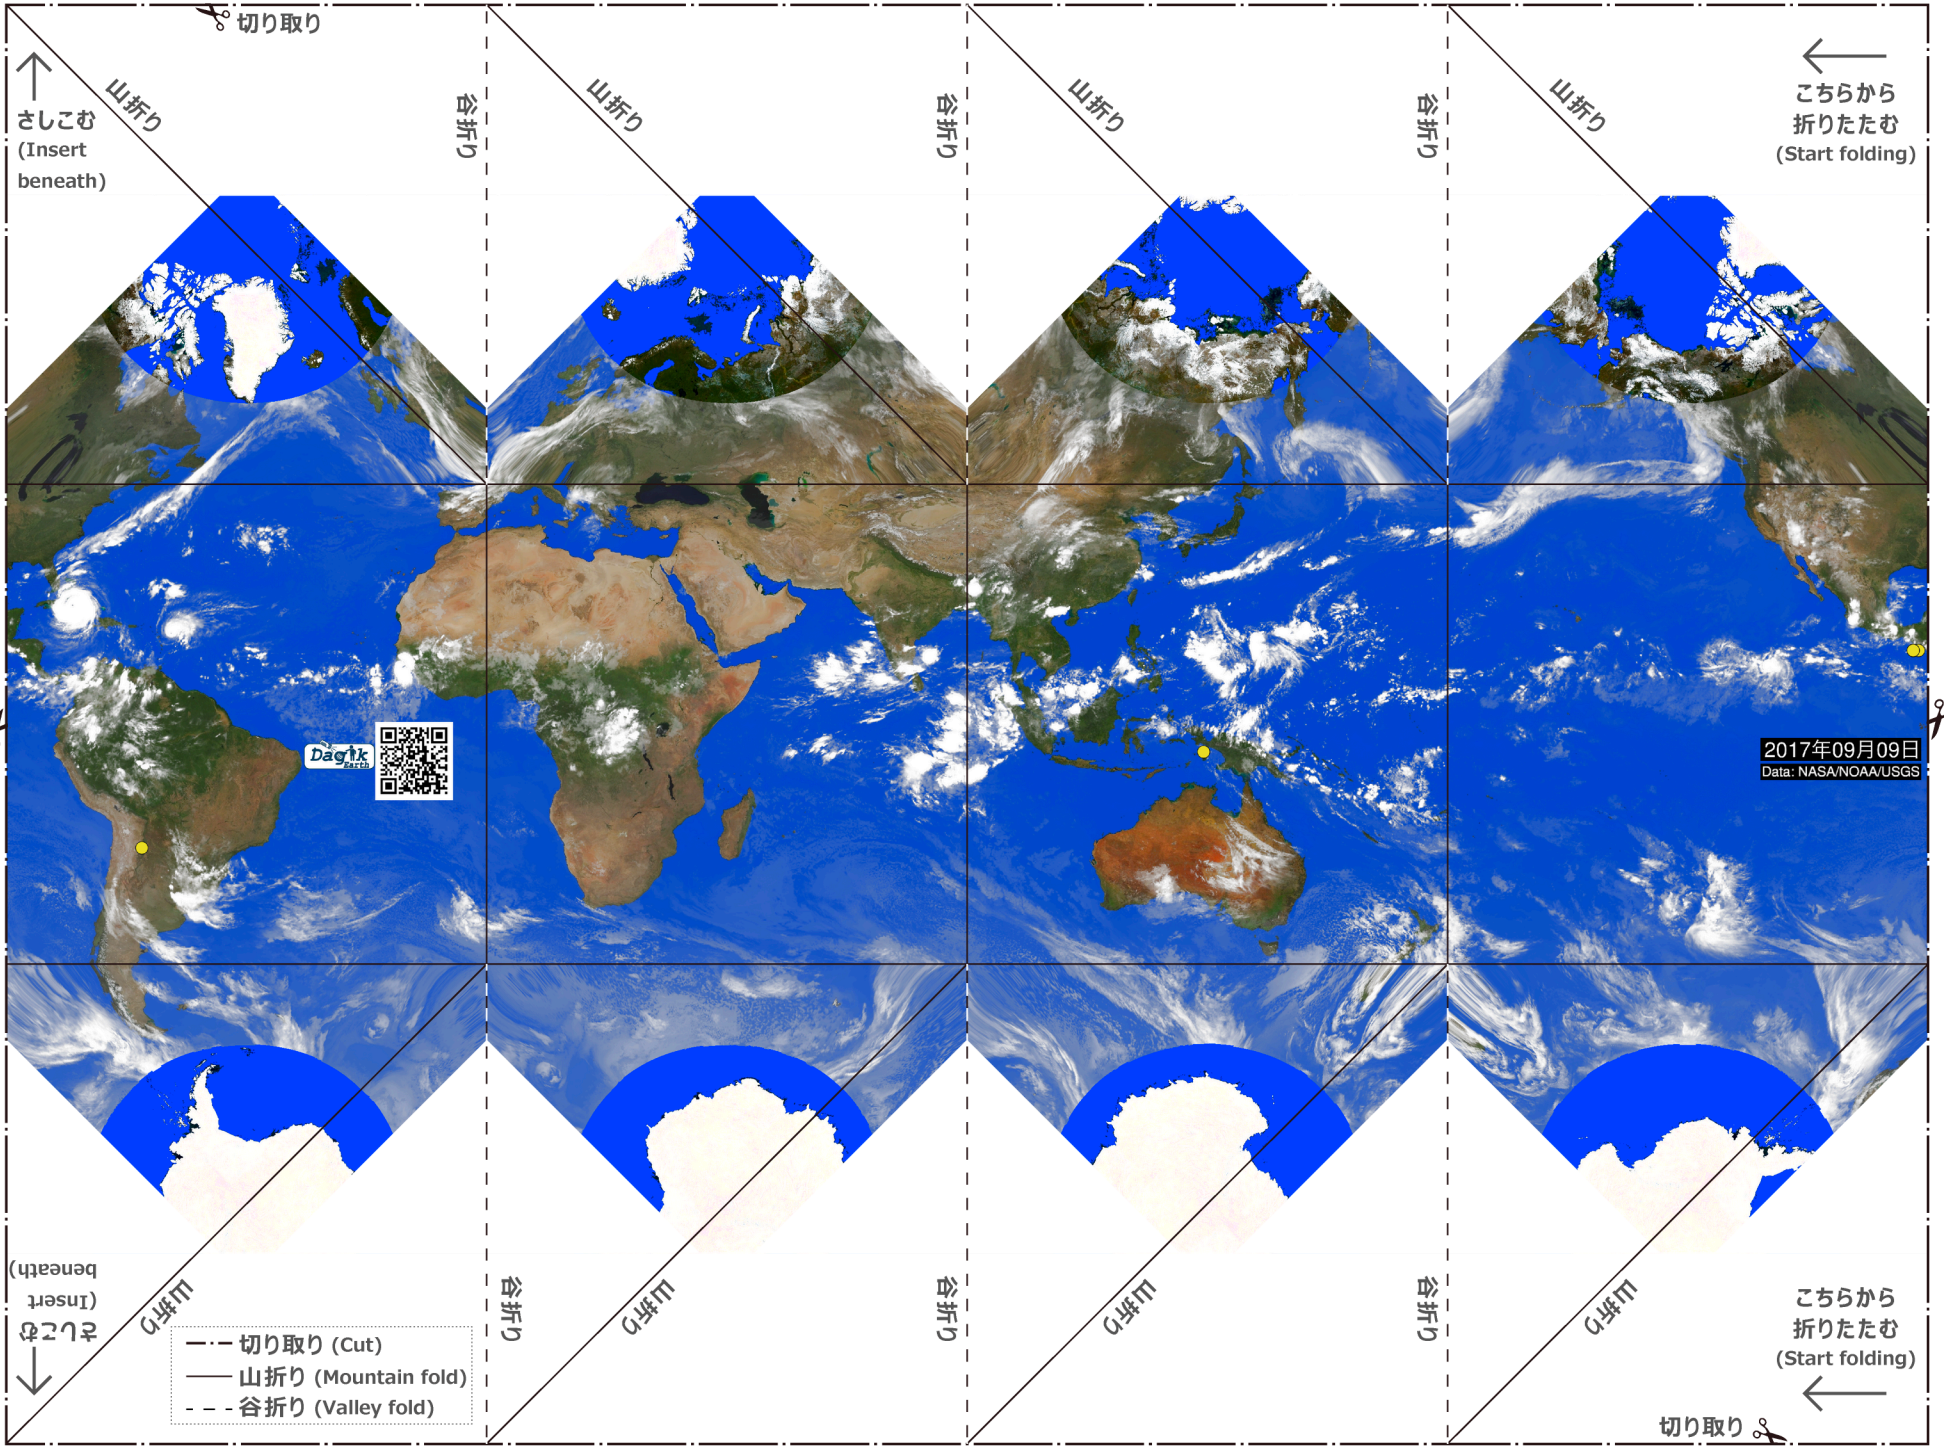 切り取り
山折り
谷折り
山折り
谷折り
山折り
谷折り
山折り
さしこむ
(Insert
beneath)
こちらから
折りたたむ
(Start folding)
Dagik
Earth
2017年09月09日
Data: NASA/NOAA/USGS
さしこむ
(Insert
beneath)
山折り
谷折り
山折り
谷折り
山折り
谷折り
山折り
こちらから
折りたたむ
(Start folding)
切り取り (Cut)
山折り (Mountain fold)
谷折り (Valley fold)
切り取り